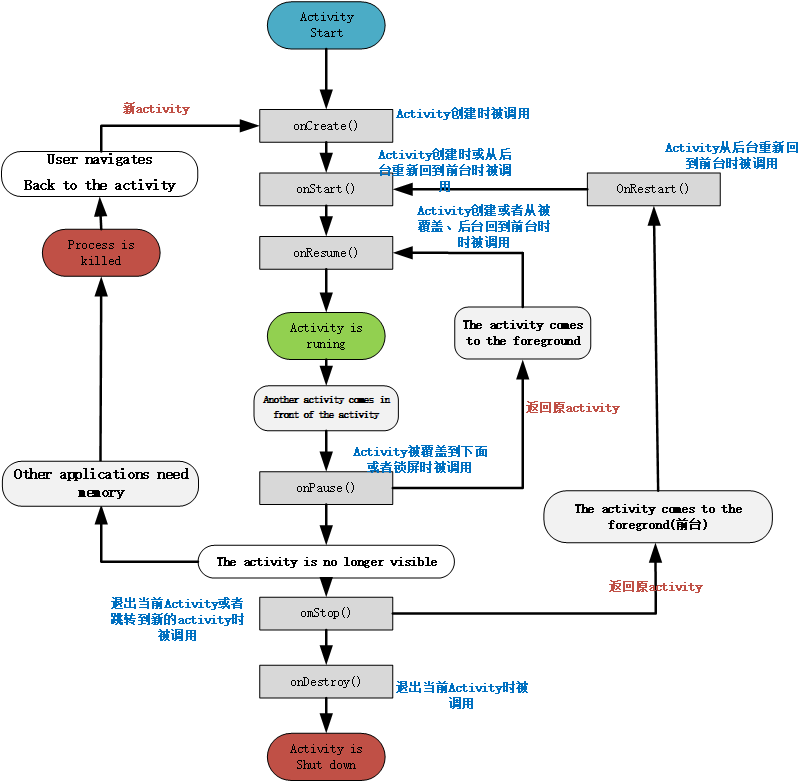 Activity
Start
新activity
onCreate()
Activity创建时被调用
User navigates
Back to the activity
Activity创建时或从后
台重新回到前台时被调
用
onStart()
Activity从后台重新回
到前台时被调用
OnRestart()
Process is
killed
onResume()
Activity创建或者从被
覆盖、后台回到前台时
时被调用
Activity is
runing
The activity comes
to the foreground
Another activity comes in
front of the activity
返回原activity
Activity被覆盖到下面
或者锁屏时被调用
onPause()
Other applications need
memory
The activity comes to the
foregrond(前台)
The activity is no longer visible
返回原activity
退出当前Activity或者
跳转到新的activity时
被调用
omStop()
onDestroy()
退出当前Activity时被
调用
Activity is
Shut down